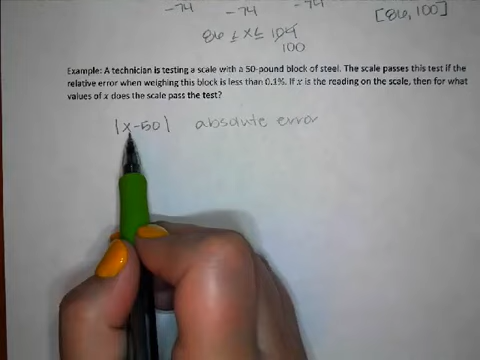 -74 -74 -74
[86, 100]
86 ≤ x ≤ 104
100
Example: A technician is testing a scale with a 50-pound block of steel. The scale passes this test if the
relative error when weighing this block is less than 0.1%. If x is the reading on the scale, then for what
values of x does the scale pass the test?
|x-50| absolute error